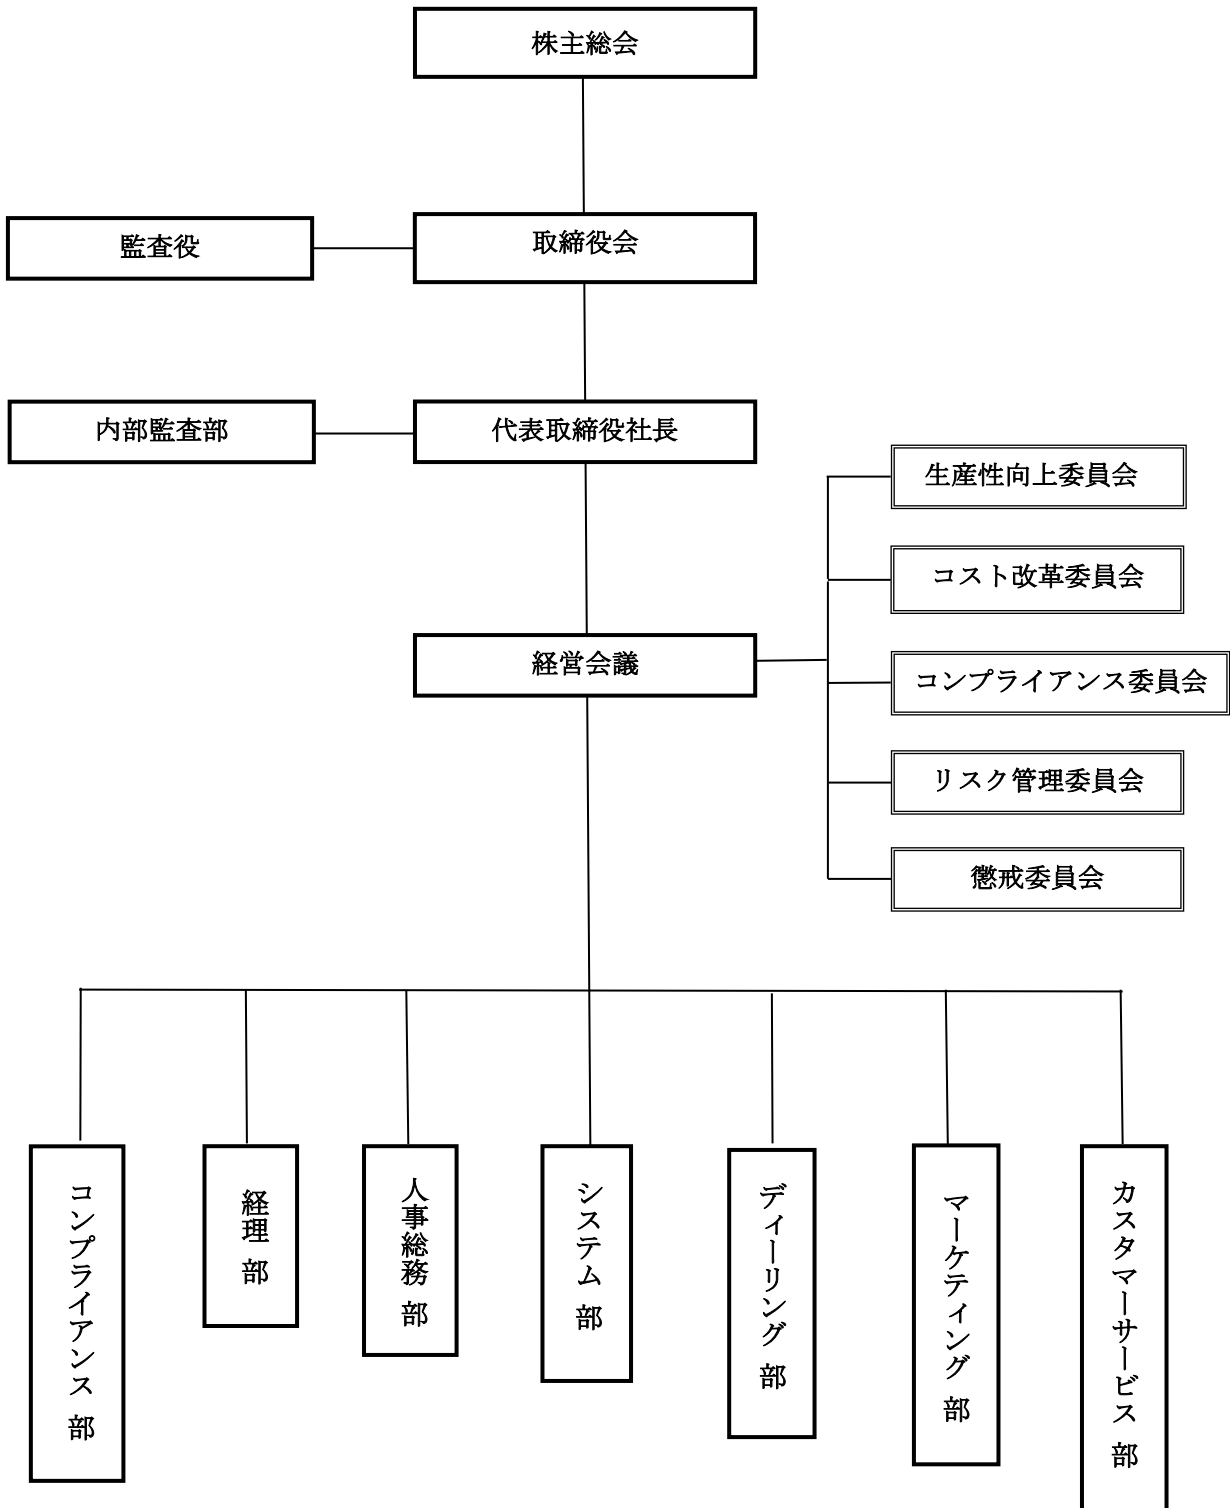 株主総会
監査役
取締役会
内部監査部
代表取締役社長
生産性向上委員会
コスト改革委員会
経営会議
コンプライアンス委員会
リスク管理委員会
懲戒委員会
コンプライアンス部
経理部
人事総務部
システム部
ディーリング部
マーケティング部
カスタマーサービス部